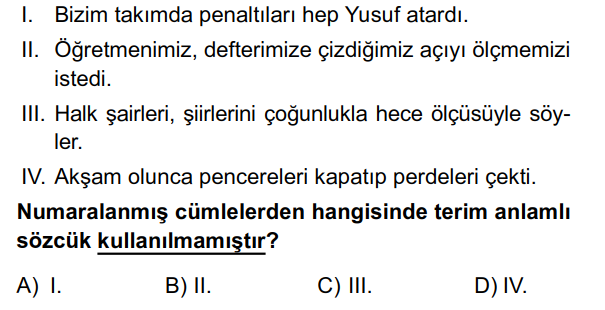 I. Bizim takımda penaltıları hep Yusuf atardı.
II. Öğretmenimiz, defterimize çizdiğimiz açıyı ölçmemizi
istedi.
III. Halk şairleri, şiirlerini çoğunlukla hece ölçüsüyle söy-
ler.
IV. Akşam olunca pencereleri kapatıp perdeleri çekti.
Numaralanmış cümlelerden hangisinde terim anlamlı
sözcük kullanılmamıştır?
A) I. B) II. C) III. D) IV.